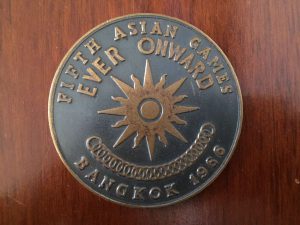 FIFTH ASIAN GAMES
EVER ONWARD
BANGKOK 1966